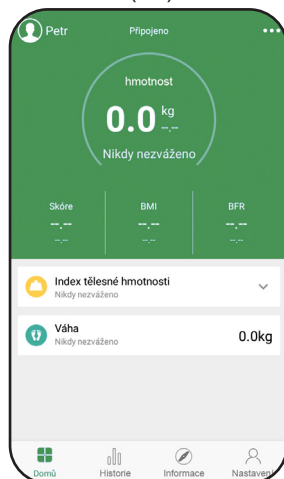 Petr
Připojeno
hmotnost
0.0 kg
--.--
Nikdy nezváženo
Skóre BMI BFR
--.-- --.-- --.--
--.-- --.-- --.--
Index tělesné hmotnosti
Nikdy nezváženo
Váha
Nikdy nezváženo
0.0kg
Domů Historie Informace Nastavení